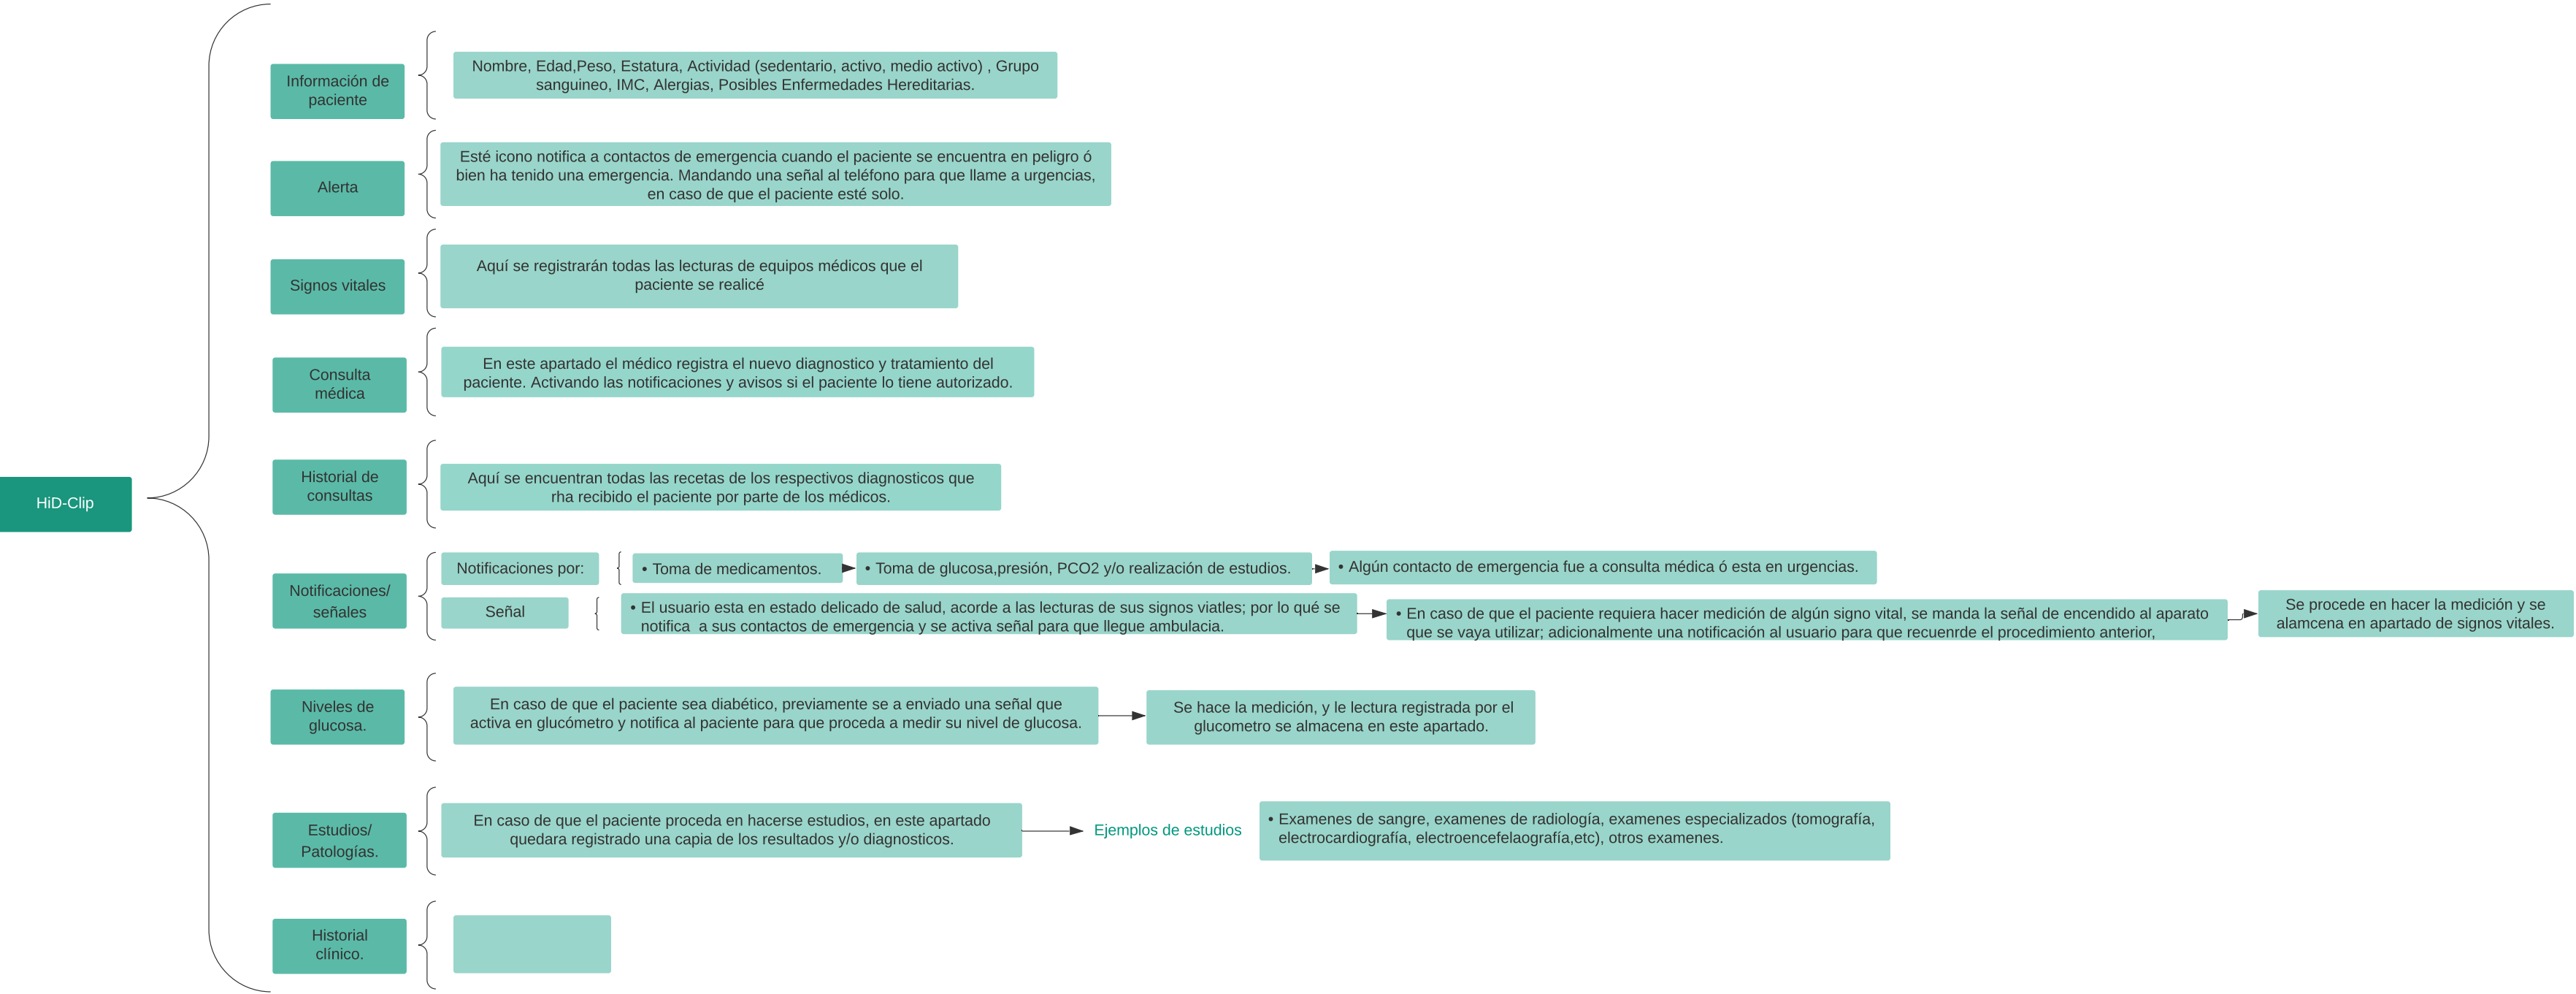 HiD-Clip
Información de
paciente
Nombre, Edad,Peso, Estatura, Actividad (sedentario, activo, medio activo) , Grupo
sanguineo, IMC, Alergias, Posibles Enfermedades Hereditarias.
Alerta
Esté icono notifica a contactos de emergencia cuando el paciente se encuentra en peligro ó
bien ha tenido una emergencia. Mandando una señal al teléfono para que llame a urgencias,
en caso de que el paciente esté solo.
Signos vitales
Aquí se registrarán todas las lecturas de equipos médicos que el
paciente se realicé
Consulta
médica
En este apartado el médico registra el nuevo diagnostico y tratamiento del
paciente. Activando las notificaciones y avisos si el paciente lo tiene autorizado.
Historial de
consultas
Aquí se encuentran todas las recetas de los respectivos diagnosticos que
rha recibido el paciente por parte de los médicos.
Notificaciones/
señales
Notificaciones por:
• Toma de medicamentos.
• Toma de glucosa,presión, PCO2 y/o realización de estudios.
• Algún contacto de emergencia fue a consulta médica ó esta en urgencias.
Señal
• El usuario esta en estado delicado de salud, acorde a las lecturas de sus signos viatles; por lo qué se
notifica a sus contactos de emergencia y se activa señal para que llegue ambulacia.
• En caso de que el paciente requiera hacer medición de algún signo vital, se manda la señal de encendido al aparato
que se vaya utilizar; adicionalmente una notificación al usuario para que recuenrde el procedimiento anterior,
Se procede en hacer la medición y se
alamcena en apartado de signos vitales.
Niveles de
glucosa.
En caso de que el paciente sea diabético, previamente se a enviado una señal que
activa en glucómetro y notifica al paciente para que proceda a medir su nivel de glucosa.
Se hace la medición, y le lectura registrada por el
glucometro se almacena en este apartado.
Estudios/
Patologías.
En caso de que el paciente proceda en hacerse estudios, en este apartado
quedara registrado una capia de los resultados y/o diagnosticos.
Ejemplos de estudios
• Examenes de sangre, examenes de radiología, examenes especializados (tomografía,
electrocardiografía, electroencefelaografía,etc), otros examenes.
Historial
clínico.